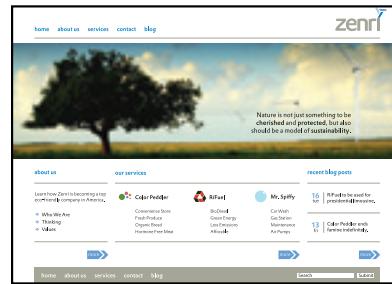 home about us services contact blog
zenri
Nature is not just something to be
cherished and protected, but also
should be a model of sustainability.
about us
Learn how Zenri is becoming a top
eco-friendly company in America.
Who We Are
Thinking
Values
more
our services
Color Peddler
Convenience Store
Fresh Produce
Organic Bread
Hormone Free Meat
RiFuel
BioDiesel
Green Energy
Less Emissions
Affordable
Mr. Spiffy
Car Wash
Gas Station
Maintenance
Air Pumps
more
recent blog posts
16 RiFuel to be used for
tue presidential limousine.
13 Color Peddler ends
fri famine indefinitely.
more
home about us services contact blog
Search Submit